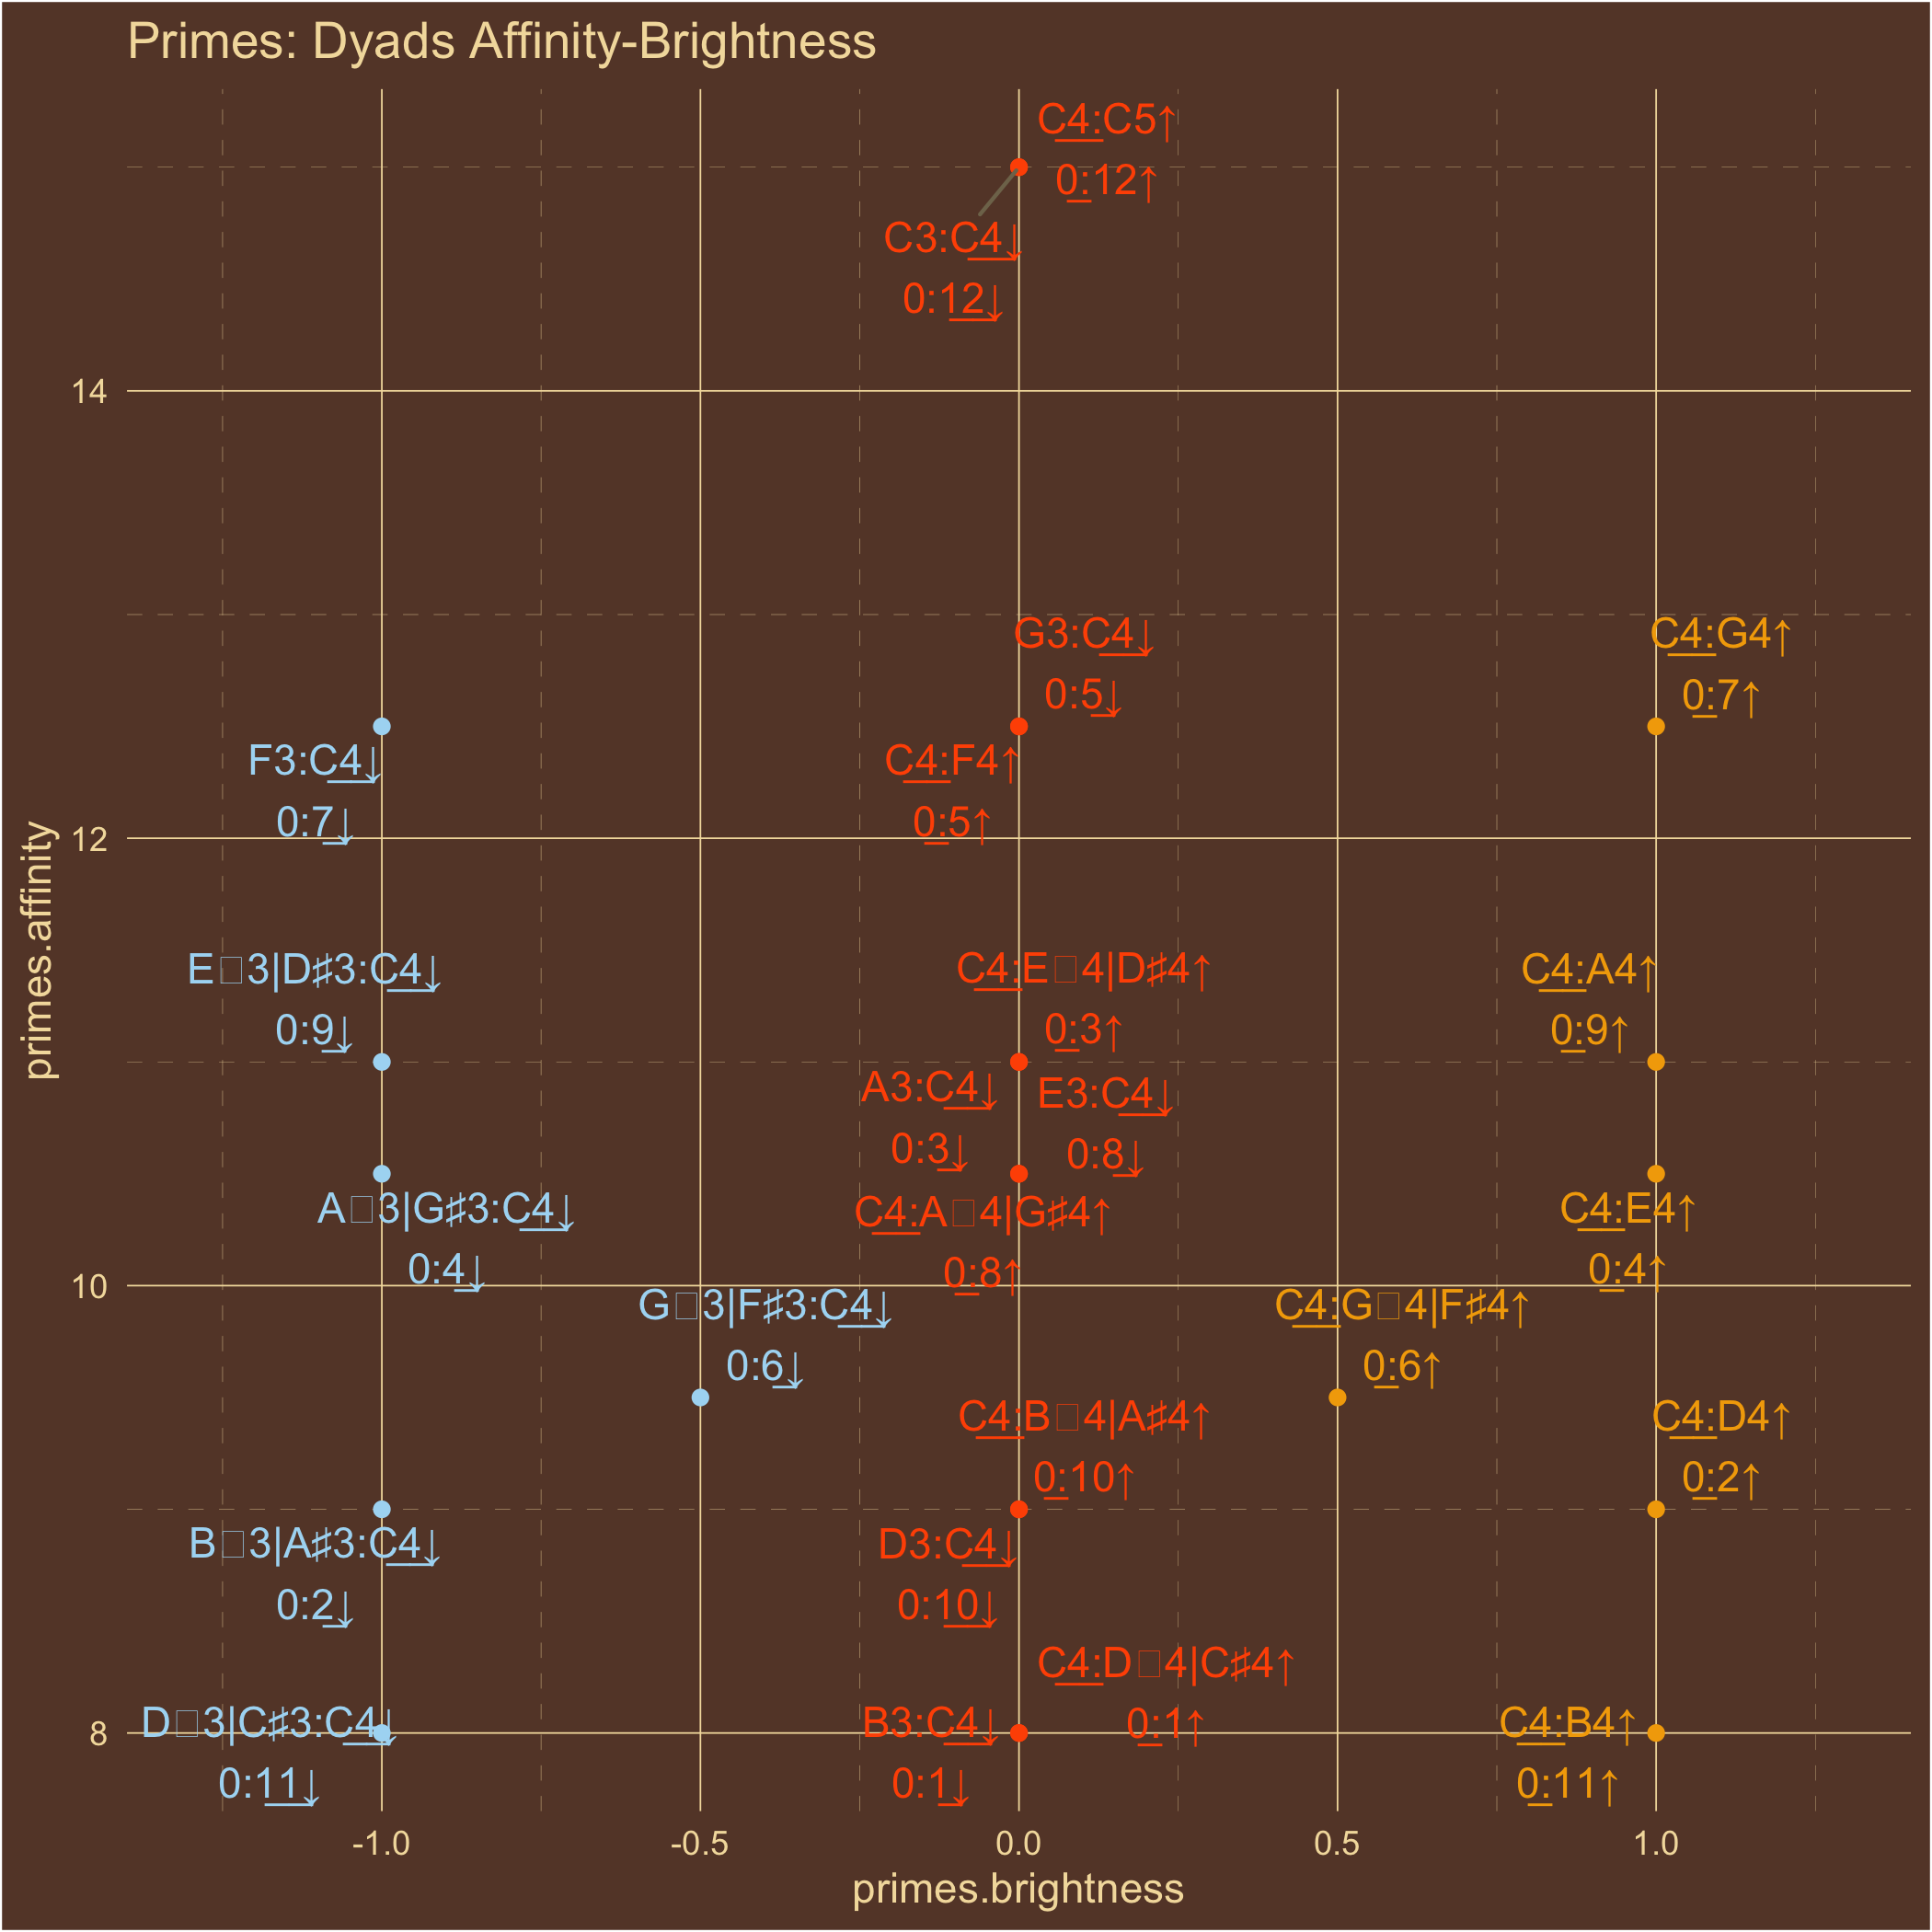 Primes: Dyads Affinity-Brightness
C4:C5↑
0:12↑
C3:C4↓
0:12↓
14
G3:C4↓
0:5↓
C4:G4↑
0:7↑
F3:C4↓
0:7↓
C4:F4↑
0:5↑
12
primes.affinity
E□3|D♯3:C4↓
0:9↓
C4:E□4|D♯4↑
0:3↑
C4:A4↑
0:9↑
A3:C4↓
0:3↓
E3:C4↓
0:8↓
A□3|G♯3:C4↓
0:4↓
C4:A□4|G♯4↑
0:8↑
C4:E4↑
0:4↑
10
G□3|F♯3:C4↓
0:6↓
C4:G□4|F♯4↑
0:6↑
C4:B□4|A♯4↑
0:10↑
C4:D4↑
0:2↑
B□3|A♯3:C4↓
0:2↓
D3:C4↓
0:10↓
C4:D□4|C♯4↑
0:1↑
8
D□3|C♯3:C4↓
0:11↓
B3:C4↓
0:1↓
C4:B4↑
0:11↑
-1.0 -0.5 0.0 0.5 1.0
primes.brightness